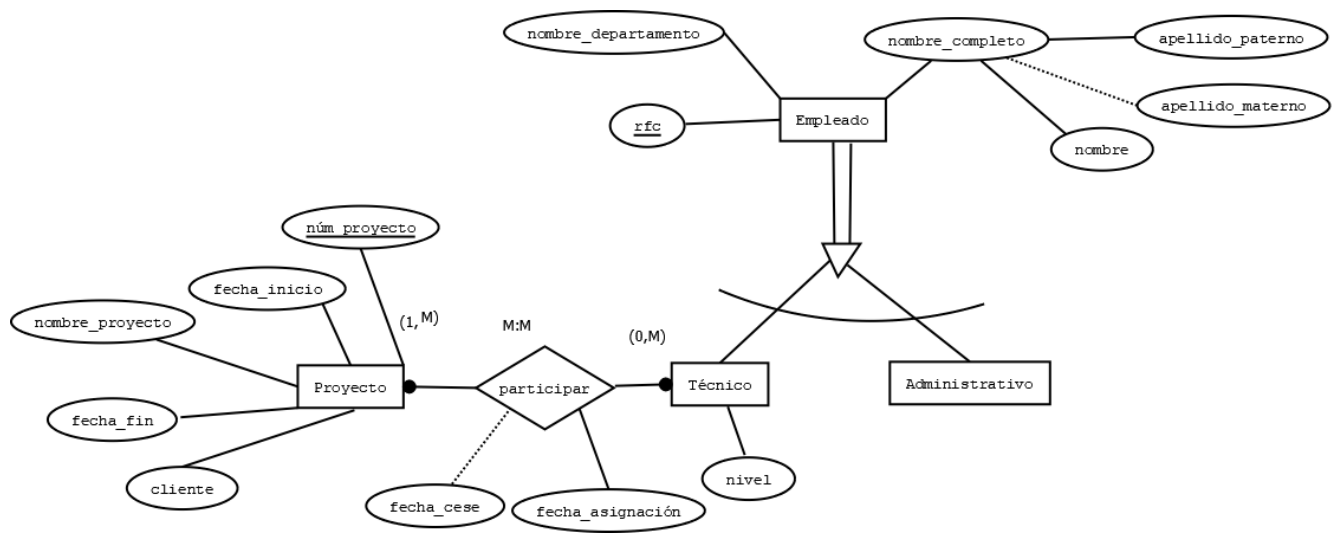 nombre_departamento
nombre_completo
apellido_paterno
apellido_materno
nombre
rfc
Empleado
núm_proyecto
fecha_inicio
nombre_proyecto
(1,M)
M:M
(0,M)
Proyecto
participar
Técnico
Administrativo
fecha_fin
cliente
fecha_cese
fecha_asignación
nivel